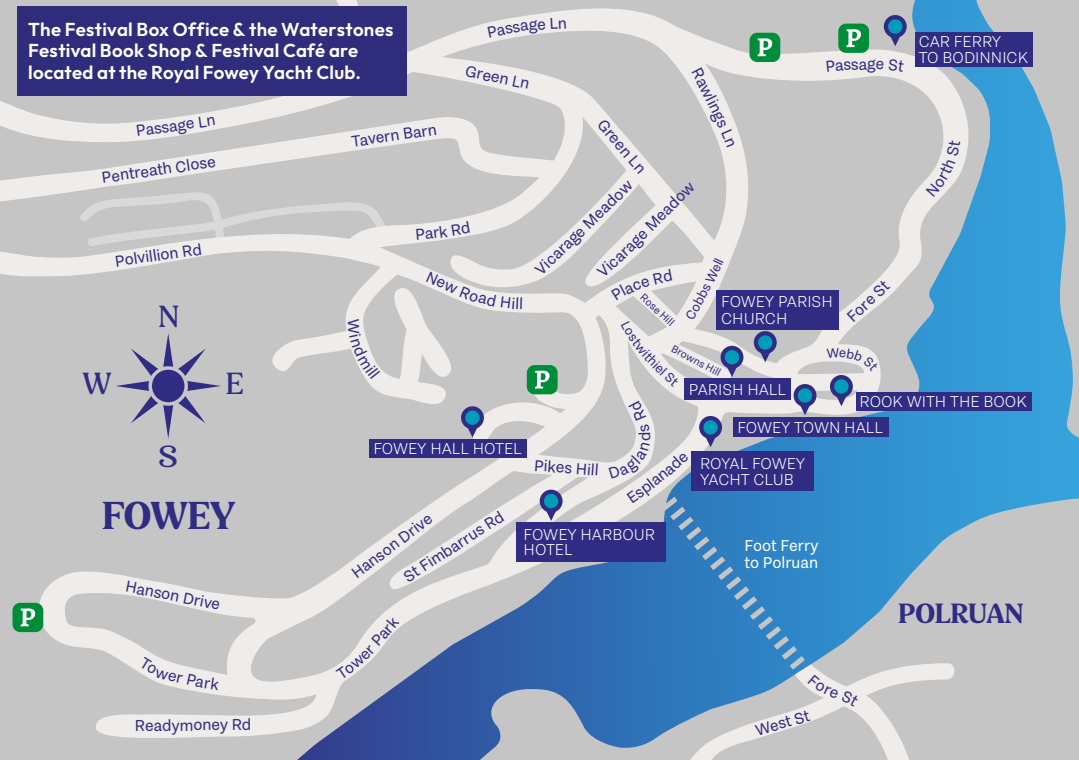 The Festival Box Office & the Waterstones
Festival Book Shop & Festival Café are
located at the Royal Fowey Yacht Club.
Passage Ln
P
P
CAR FERRY
TO BODINNICK
Passage St
Green Ln
Rawlings Ln
Passage Ln
Tavern Barn
Green Ln
Pentreath Close
North St
Vicarage Meadow
Vicarage Meadow
Park Rd
Polvillion Rd
New Road Hill
Place Rd
Rose Hill
Cobbs Well
FOWEY PARISH
CHURCH
Fore St
N
W
E
S
Windmill
Lostwithiel St
Browns Hill
Webb St
P
PARISH HALL
ROOK WITH THE BOOK
FOWEY HALL HOTEL
FOWEY TOWN HALL
Daglands Rd
Pikes Hill
Esplanade
ROYAL FOWEY
YACHT CLUB
FOWEY
Hanson Drive
St Fimbarrus Rd
FOWEY HARBOUR
HOTEL
Foot Ferry
to Polruan
Hanson Drive
P
POLRUAN
Tower Park
Tower Park
Fore St
Readymoney Rd
West St